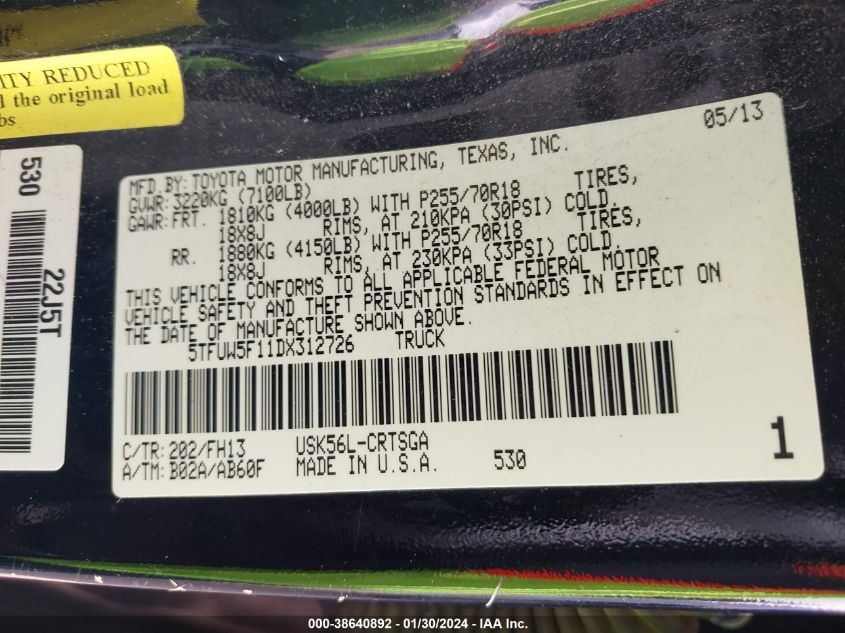 ITY REDUCED
the original load
bs
530
22J5T
05/13
MFD.BY:TOYOTA MOTOR MANUFACTURING, TEXAS, INC.
GVWR:3220KG (7100LB)
GAWR:FRT. 1810KG (4000LB) WITH P255/70R18 TIRES,
18X8J RIMS, AT 210KPA (30PSI) COLD,
RR. 1880KG (4150LB) WITH P255/70R18 TIRES,
18X8J RIMS, AT 230KPA (33PSI) COLD.
THIS VEHICLE CONFORMS TO ALL APPLICABLE FEDERAL MOTOR
VEHICLE SAFETY AND THEFT PREVENTION STANDARDS IN EFFECT ON
THE DATE OF MANUFACTURE SHOWN ABOVE.
5TFUW5F11DX312726 TRUCK
C/TR:202/FH13 USK56L-CRTSGA
A/TM:B02A/AB60F MADE IN U.S.A. 530
1
000-38640892 - 01/30/2024 - IAA Inc.